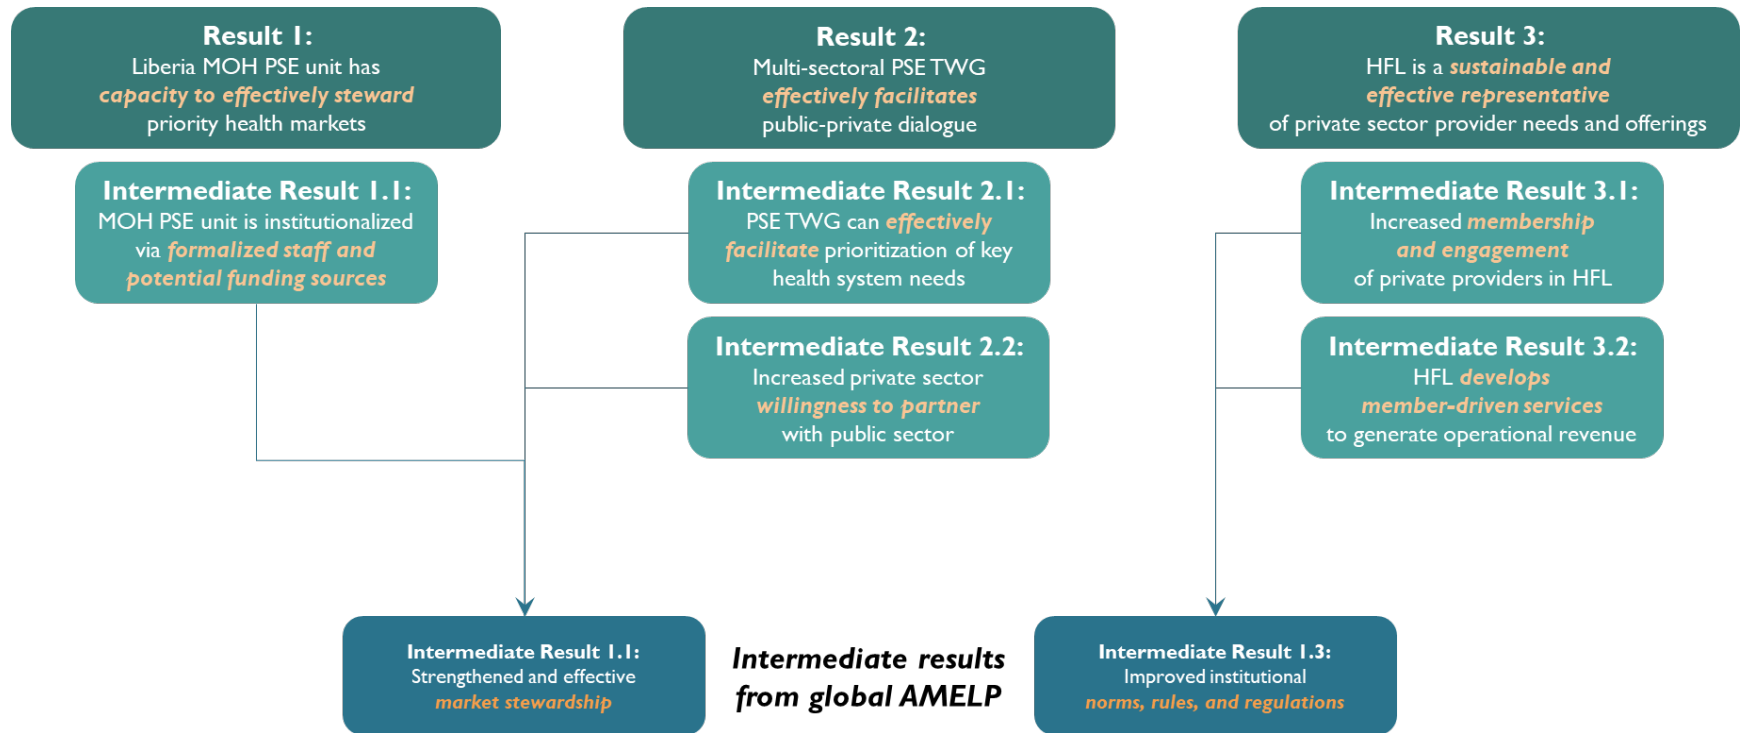 Result 1:
Liberia MOH PSE unit has
capacity to effectively steward
priority health markets
Intermediate Result 1.1:
MOH PSE unit is institutionalized
via formalized staff and
potential funding sources
Result 2:
Multi-sectoral PSE TWG
effectively facilitates
public-private dialogue
Intermediate Result 2.1:
PSE TWG can effectively
facilitate prioritization of key
health system needs
Intermediate Result 2.2:
Increased private sector
willingness to partner
with public sector
Result 3:
HFL is a sustainable and
effective representative
of private sector provider needs and offerings
Intermediate Result 3.1:
Increased membership
and engagement
of private providers in HFL
Intermediate Result 3.2:
HFL develops
member-driven services
to generate operational revenue
Intermediate Result 1.1:
Strengthened and effective
market stewardship
Intermediate results
from global AMELP
Intermediate Result 1.3:
Improved institutional
norms, rules, and regulations